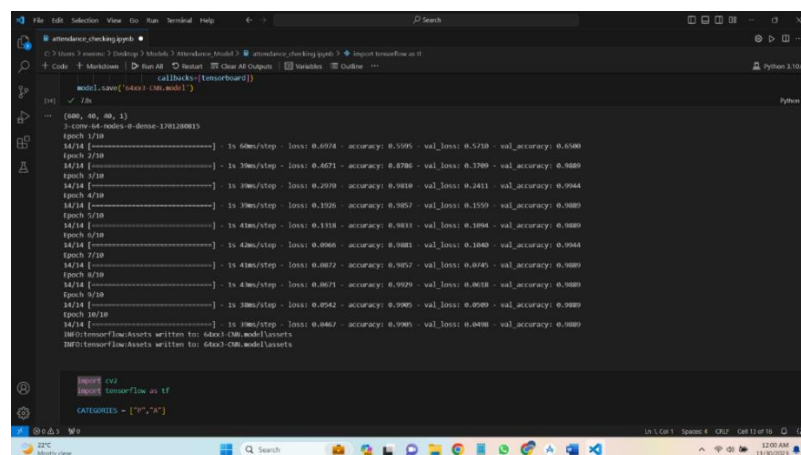 File Edit Selection View Go Run Terminal Help
Search
attendance_checking.ipynb
attendance_checking.ipynb > import tensorflow as tf
+ Code + Markdown Run All Restart Clear All Outputs Variables Outline ...
callbacks=[tensorboard])
model.save('64xx3-CNN.model')
7.8s
Python
(600, 40, 40, 1)
3-conv-64-nodes-0-dense-1701280815
Epoch 1/10
14/14 [==============================] - 1s 60ms/step - loss: 0.6974 - accuracy: 0.5595 - val_loss: 0.5710 - val_accuracy: 0.6500
Epoch 2/10
14/14 [==============================] - 1s 39ms/step - loss: 0.4671 - accuracy: 0.8786 - val_loss: 0.3709 - val_accuracy: 0.9889
Epoch 3/10
14/14 [==============================] - 1s 39ms/step - loss: 0.2970 - accuracy: 0.9810 - val_loss: 0.2411 - val_accuracy: 0.9944
Epoch 4/10
14/14 [==============================] - 1s 39ms/step - loss: 0.1926 - accuracy: 0.9857 - val_loss: 0.1559 - val_accuracy: 0.9889
Epoch 5/10
14/14 [==============================] - 1s 41ms/step - loss: 0.1318 - accuracy: 0.9833 - val_loss: 0.1094 - val_accuracy: 0.9889
Epoch 6/10
14/14 [==============================] - 1s 42ms/step - loss: 0.0966 - accuracy: 0.9881 - val_loss: 0.1040 - val_accuracy: 0.9944
Epoch 7/10
14/14 [==============================] - 1s 41ms/step - loss: 0.0872 - accuracy: 0.9857 - val_loss: 0.0745 - val_accuracy: 0.9889
Epoch 8/10
14/14 [==============================] - 1s 43ms/step - loss: 0.0671 - accuracy: 0.9929 - val_loss: 0.0618 - val_accuracy: 0.9889
Epoch 9/10
14/14 [==============================] - 1s 38ms/step - loss: 0.0542 - accuracy: 0.9905 - val_loss: 0.0509 - val_accuracy: 0.9889
Epoch 10/10
14/14 [==============================] - 1s 39ms/step - loss: 0.0467 - accuracy: 0.9905 - val_loss: 0.0498 - val_accuracy: 0.9889
INFO:tensorflow:Assets written to: 64xx3-CNN.model\assets
INFO:tensorflow:Assets written to: 64xx3-CNN.model\assets
import cv2
import tensorflow as tf
CATEGORIES = ["P","A"]
Ln 1, Col 1 Spaces: 4 CRLF Cell 13 of 16
22°C
Mostly clear
Search
12:00 AM
11/30/2023